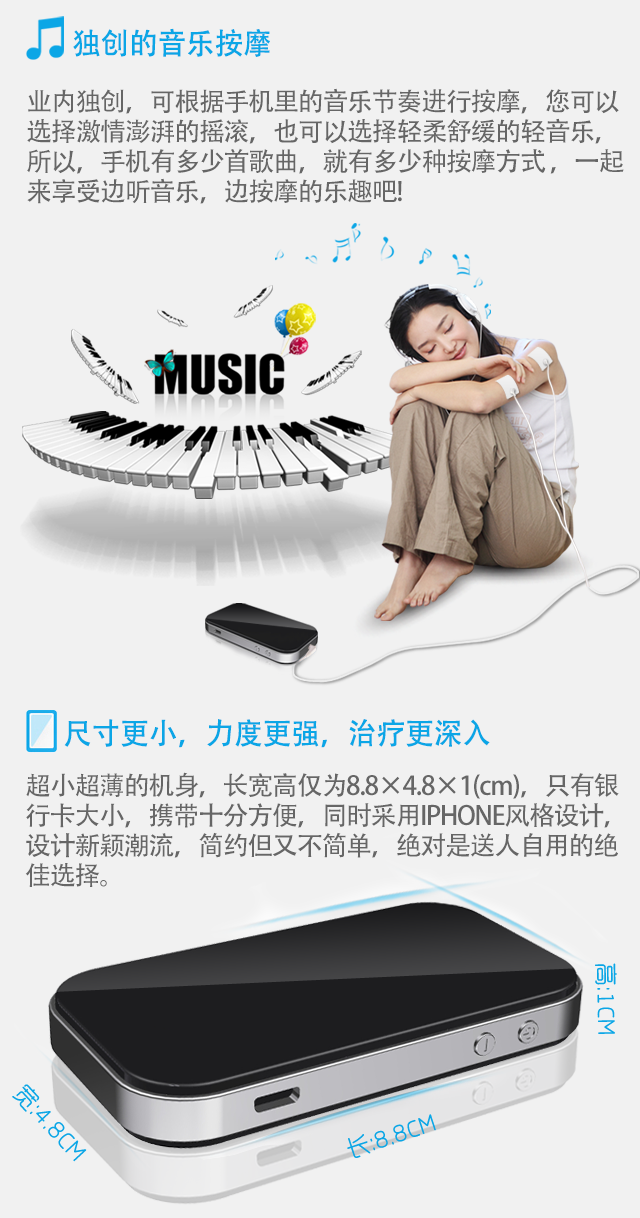 独创的音乐按摩
业内独创，可根据手机里的音乐节奏进行按摩，您可以
选择激情澎湃的摇滚，也可以选择轻柔舒缓的轻音乐，
所以，手机有多少首歌曲，就有多少种按摩方式，一起
来享受边听音乐，边按摩的乐趣吧!
MUSIC
尺寸更小，力度更强，治疗更深入
超小超薄的机身，长宽高仅为8.8×4.8×1(cm)，只有银
行卡大小，携带十分方便，同时采用IPHONE风格设计，
设计新颖潮流，简约但又不简单，绝对是送人自用的绝
佳选择。
高:1CM
宽:4.8CM
长:8.8CM